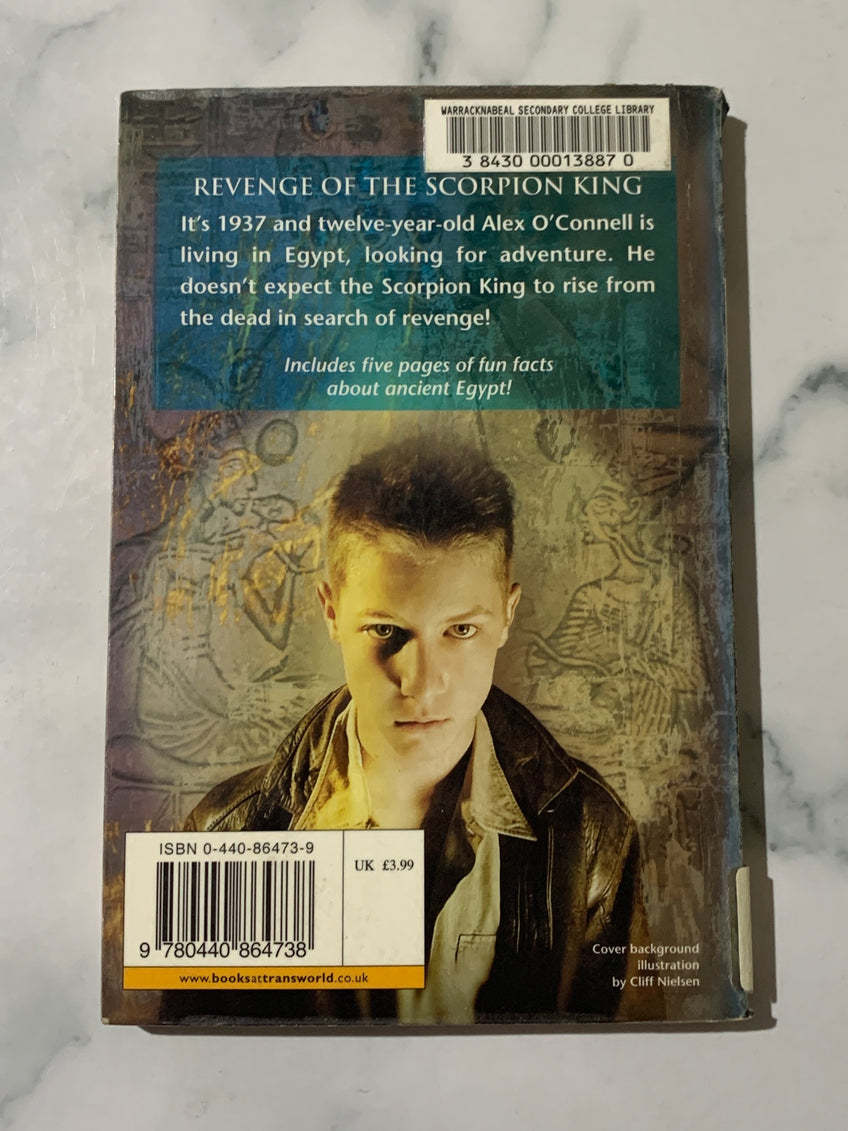 WARRACKNABEAL SECONDARY COLLEGE LIBRARY
3 8430 00013887 0
REVENGE OF THE SCORPION KING
It's 1937 and twelve-year-old Alex O'Connell is
living in Egypt, looking for adventure. He
doesn't expect the Scorpion King to rise from
the dead in search of revenge!
Includes five pages of fun facts
about ancient Egypt!
ISBN 0-440-86473-9
UK £3.99
9 780440 864738
www.booksattransworld.co.uk
Cover background
illustration
by Cliff Nielsen